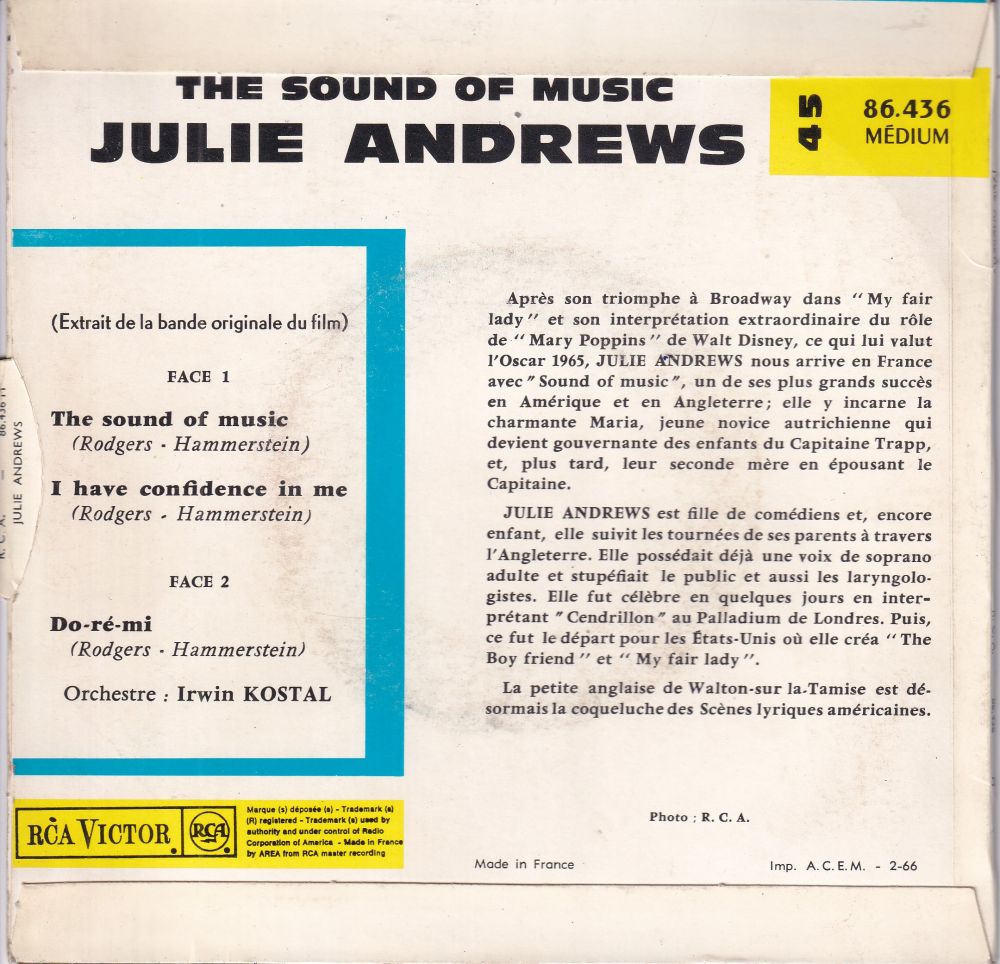 THE SOUND OF MUSIC
JULIE ANDREWS
45
86.436
MÉDIUM
(Extrait de la bande originale du film)
FACE 1
The sound of music
(Rodgers - Hammerstein)
I have confidence in me
(Rodgers - Hammerstein)
FACE 2
Do-ré-mi
(Rodgers - Hammerstein)
Orchestre : Irwin KOSTAL
Après son triomphe à Broadway dans "My fair
lady" et son interprétation extraordinaire du rôle
de "Mary Poppins" de Walt Disney, ce qui lui valut
l'Oscar 1965, JULIE ANDREWS nous arrive en France
avec "Sound of music", un de ses plus grands succès
en Amérique et en Angleterre; elle y incarne la
charmante Maria, jeune novice autrichienne qui
devient gouvernante des enfants du Capitaine Trapp,
et, plus tard, leur seconde mère en épousant le
Capitaine.
JULIE ANDREWS est fille de comédiens et, encore
enfant, elle suivit les tournées de ses parents à travers
l'Angleterre. Elle possédait déjà une voix de soprano
adulte et stupéfiait le public et aussi les laryngolo-
gistes. Elle fut célèbre en quelques jours en inter-
prétant "Cendrillon" au Palladium de Londres. Puis,
ce fut le départ pour les États-Unis où elle créa "The
Boy friend" et "My fair lady".
La petite anglaise de Walton-sur la-Tamise est dé-
sormais la coqueluche des Scènes lyriques américaines.
Photo : R. C. A.
RCA VICTOR
RCA
Marque (s) déposée (s) - Trademark (s)
(R) registered - Trademark (s) used by
authority and under control of Radio
Corporation of America - Made in France
by AREA from RCA master recording
Made in France
Imp. A.C.E.M. - 2-66
R. C. A. — 86.436
JULIE ANDREWS